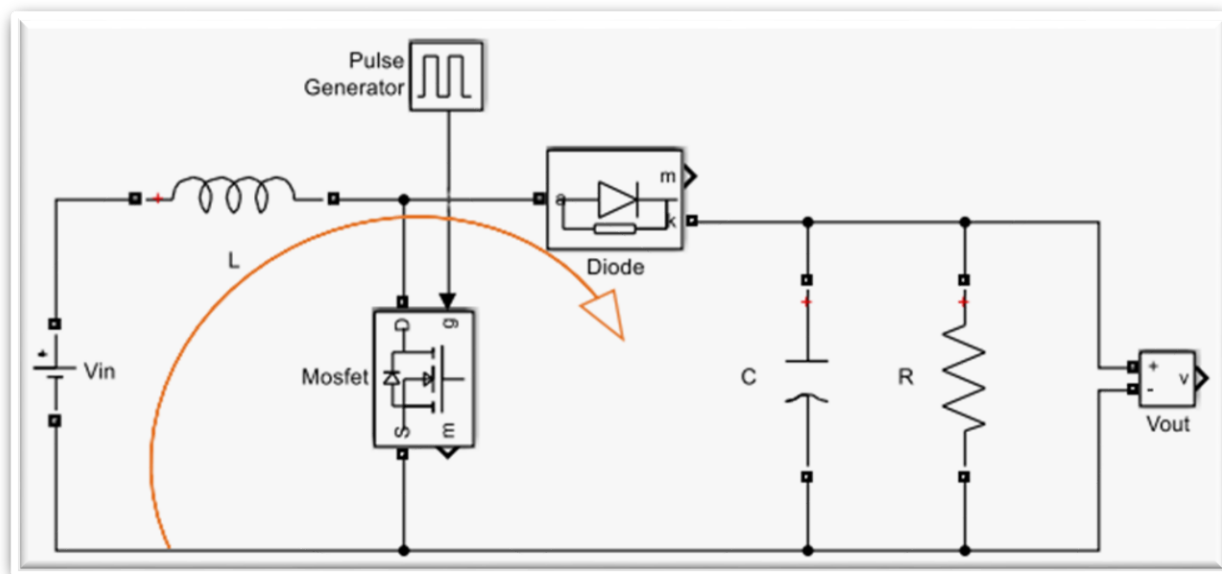 Pulse
Generator
m
a
k
Diode
L
+
Vin
D
g
Mosfet
S
m
C
R
+
-
v
Vout